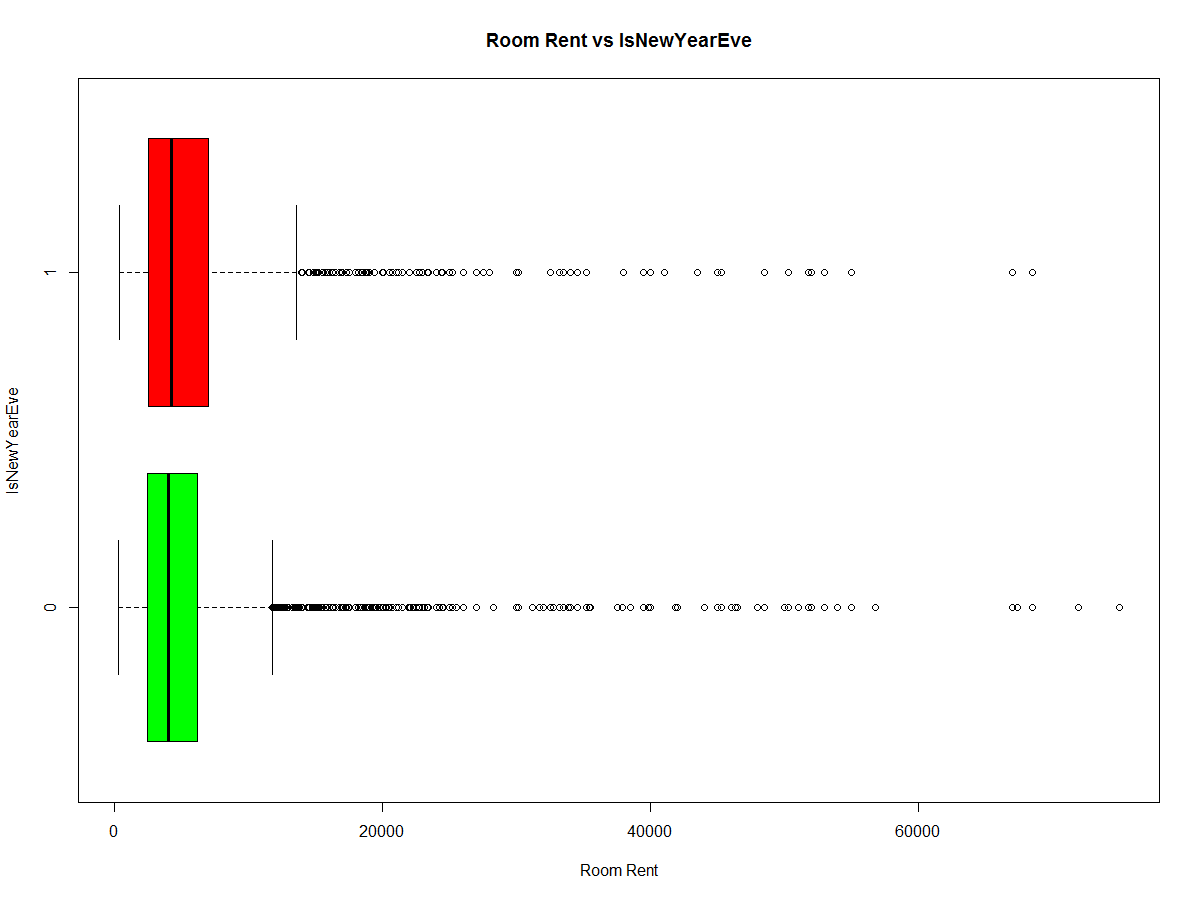 Room Rent vs IsNewYearEve
IsNewYearEve
1
0
0 20000 40000 60000
Room Rent